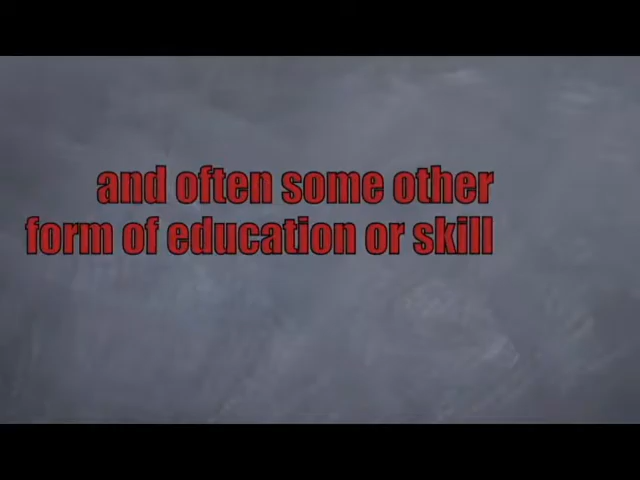 and often some other
form of education or skill